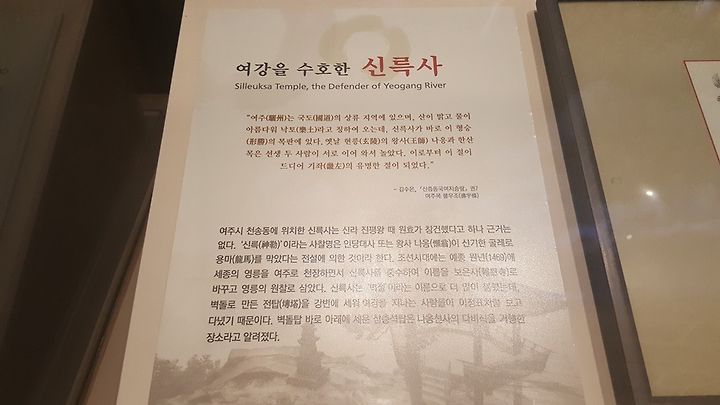 여강을 수호한 신륵사
Silleuksa Temple, the Defender of Yeogang River
"여주(驪州)는 국도(國道)의 상류 지역에 있으며, 산이 맑고 물이
아름다워 낙토(樂土)라고 칭하여 오는데, 신륵사가 바로 이 형승
(形勝)의 복판에 있다. 옛날 현릉(玄陵)의 왕사(王師) 나옹과 한산
목은 선생 두 사람이 서로 이어 와서 놀았다. 이로부터 이 절이
드디어 기좌(畿左)의 유명한 절이 되었다."
- 김수온, 『신증동국여지승람』 권7
여주목 불우조(佛宇條)
여주시 천송동에 위치한 신륵사는 신라 진평왕 때 원효가 창건했다고 하나 근거는
없다. '신륵(神勒)'이라는 사찰명은 인당대사 또는 왕사 나옹(懶翁)이 신기한 굴레로
용마(龍馬)를 막았다는 전설에 의한 것이라 한다. 조선시대에는 예종 원년(1469)에
세종의 영릉을 여주로 천장하면서 신륵사를 중수하여 이름을 보은사(報恩寺)로
바꾸고 영릉의 원찰로 삼았다. 신륵사는 '벽절'이라는 이름으로 더 많이 불렸는데,
벽돌로 만든 전탑(塼塔)을 강변에 세워 여강을 지나는 사람들이 이정표처럼 보고
다녔기 때문이다. 벽돌탑 바로 아래에 세운 삼층석탑은 나옹선사의 다비식을 거행한
장소라고 알려졌다.